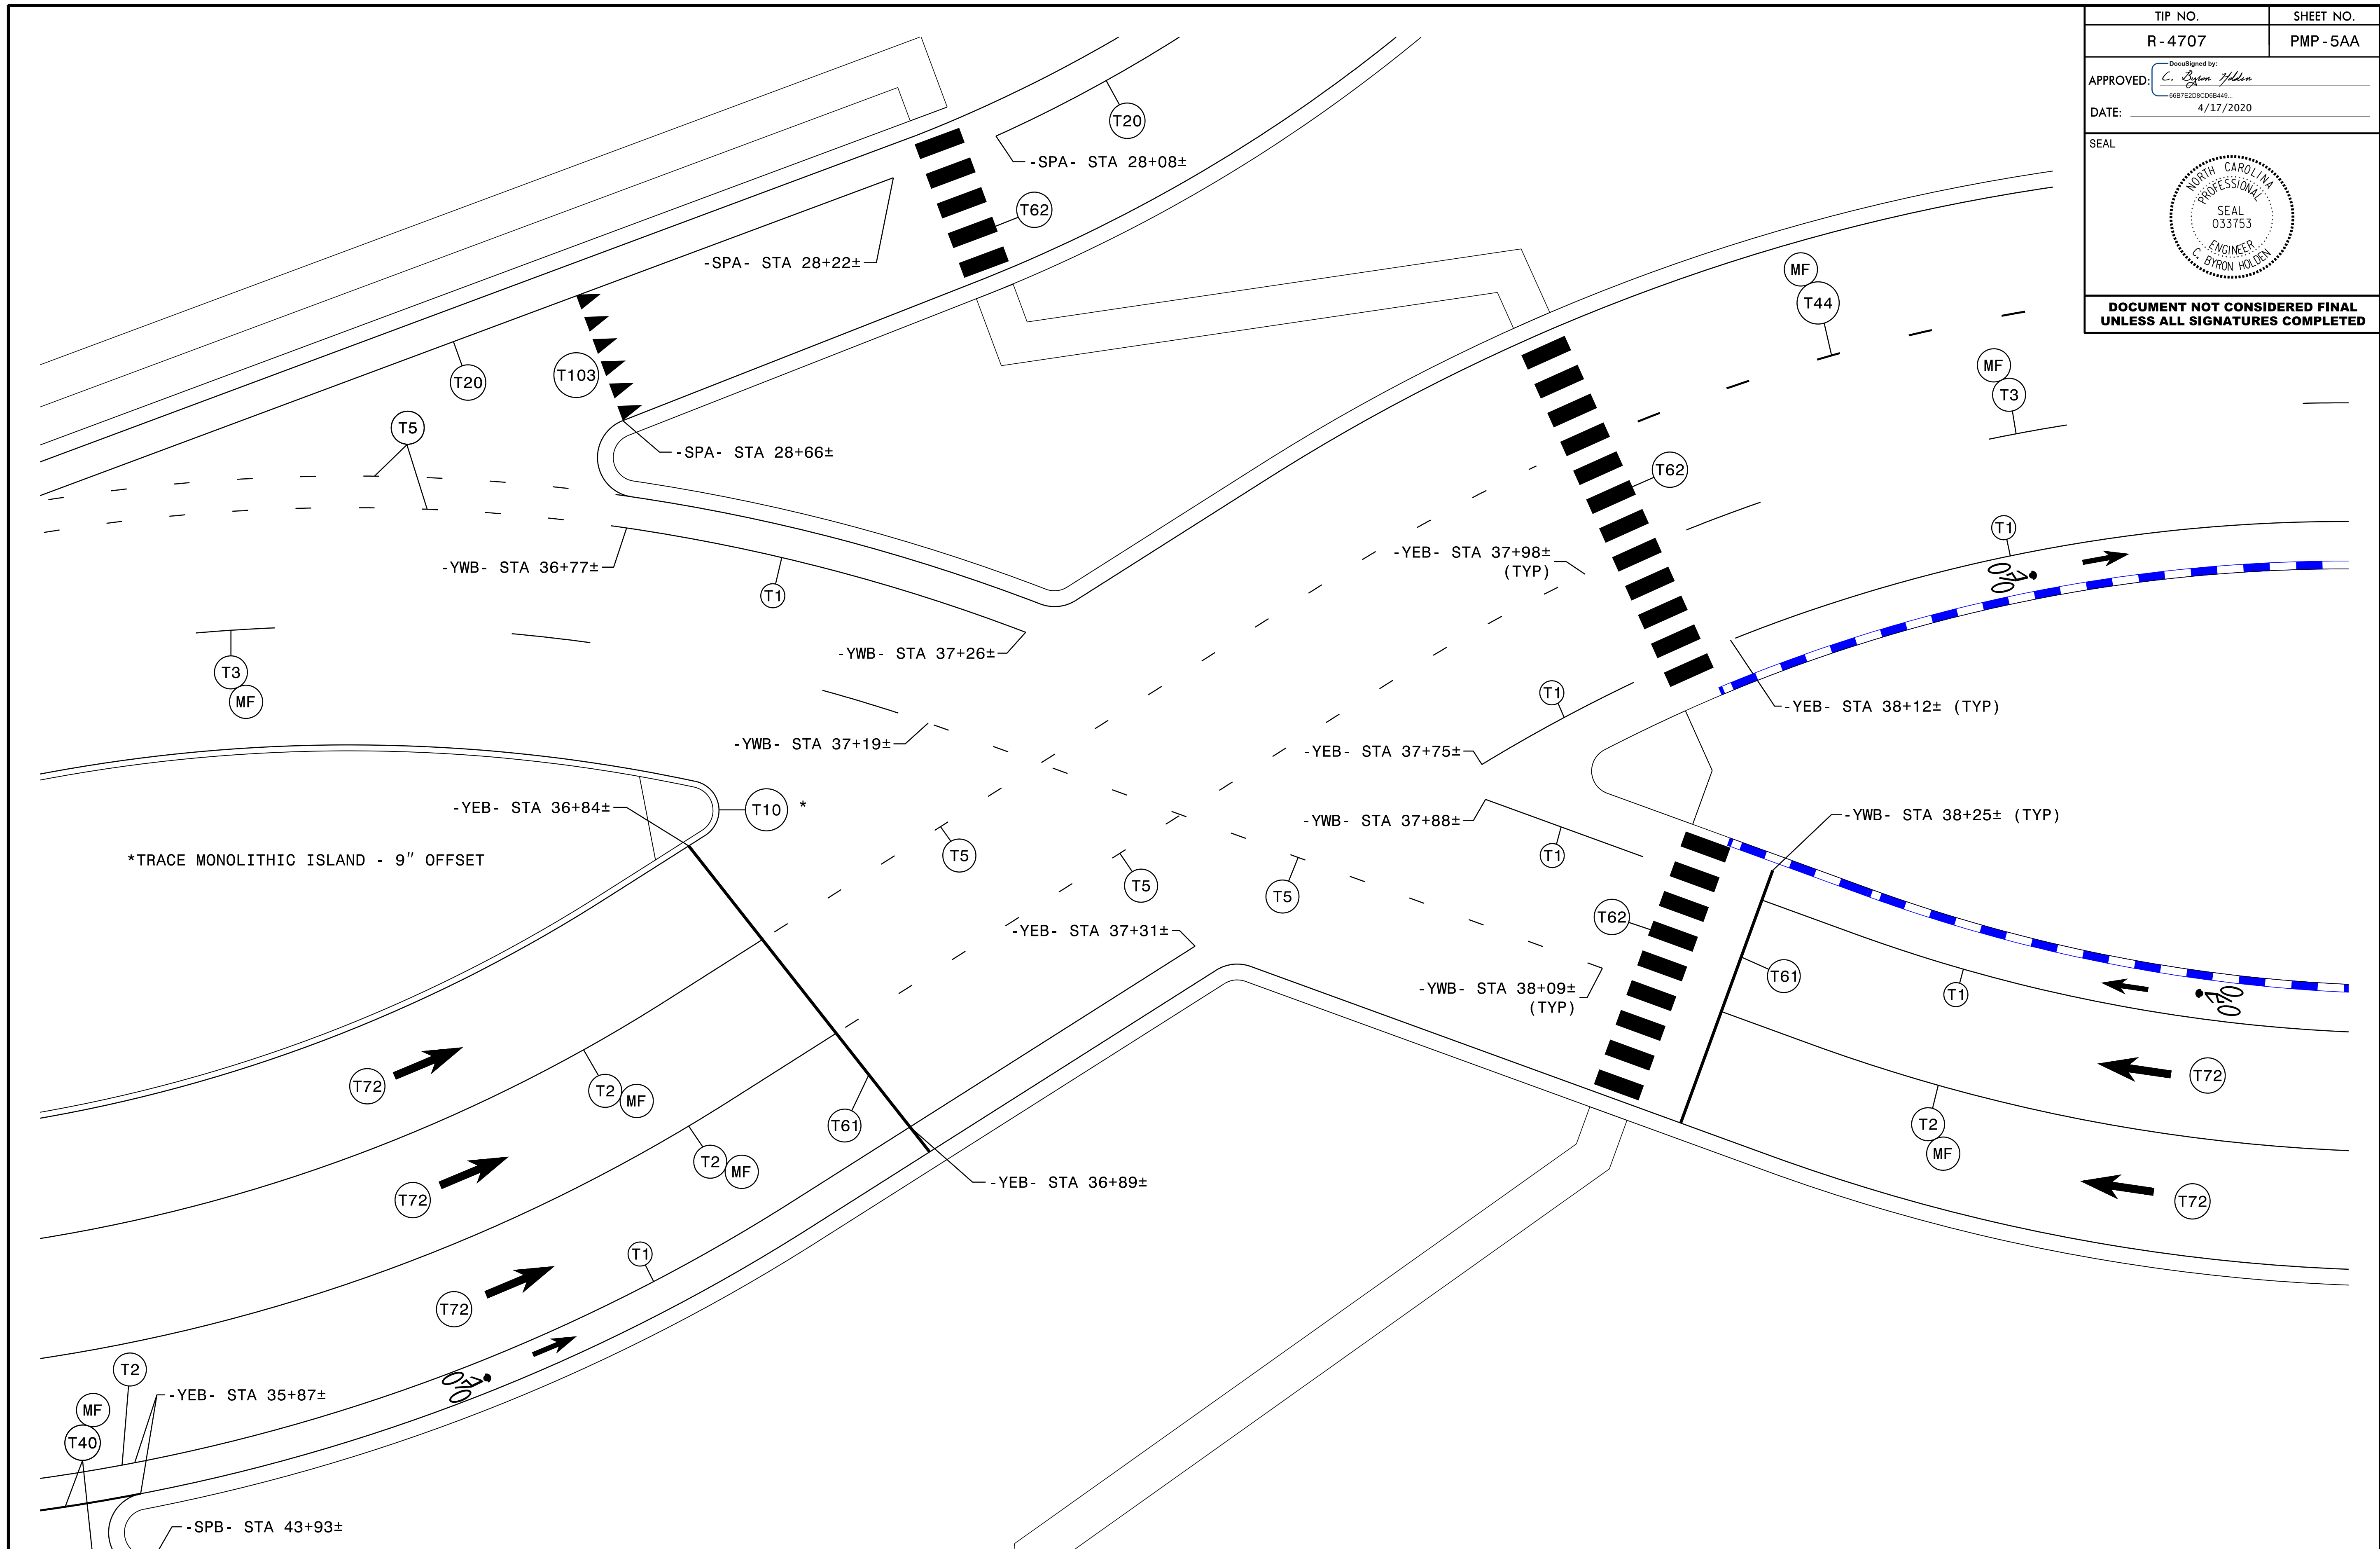 TIP NO.
SHEET NO.
R-4707
PMP-5AA
APPROVED:
DocuSigned by:
C. Byron Holden
66B7E2D8CD6B449...
DATE:
4/17/2020
SEAL
NORTH CAROLINA
PROFESSIONAL
SEAL
033753
ENGINEER
C. BYRON HOLDEN
DOCUMENT NOT CONSIDERED FINAL
UNLESS ALL SIGNATURES COMPLETED
T20
-SPA- STA 28+08±
T62
-SPA- STA 28+22±
MF
T44
T20
T103
MF
T3
T5
-SPA- STA 28+66±
T62
T1
-YWB- STA 36+77±
T1
-YEB- STA 37+98±
(TYP)
-YWB- STA 37+26±
T3
MF
T1
-YEB- STA 38+12± (TYP)
-YWB- STA 37+19±
-YEB- STA 37+75±
-YEB- STA 36+84±
T10
*
-YWB- STA 37+88±
-YWB- STA 38+25± (TYP)
*TRACE MONOLITHIC ISLAND - 9" OFFSET
T5
T5
T5
T1
T62
-YEB- STA 37+31±
T61
T1
-YWB- STA 38+09±
(TYP)
T72
T2
MF
T61
T72
T2
MF
T2
MF
-YEB- STA 36+89±
T72
T72
T1
T72
T2
-YEB- STA 35+87±
MF
T40
-SPB- STA 43+93±